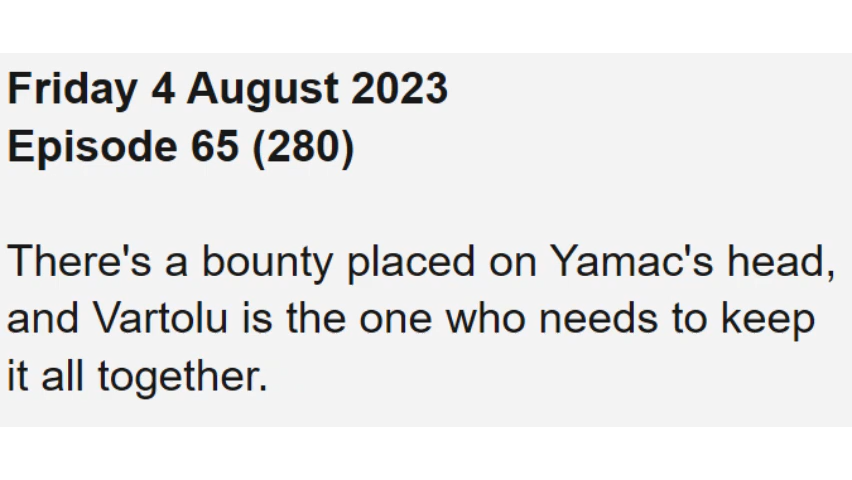 Friday 4 August 2023
Episode 65 (280)
There's a bounty placed on Yamac's head,
and Vartolu is the one who needs to keep
it all together.